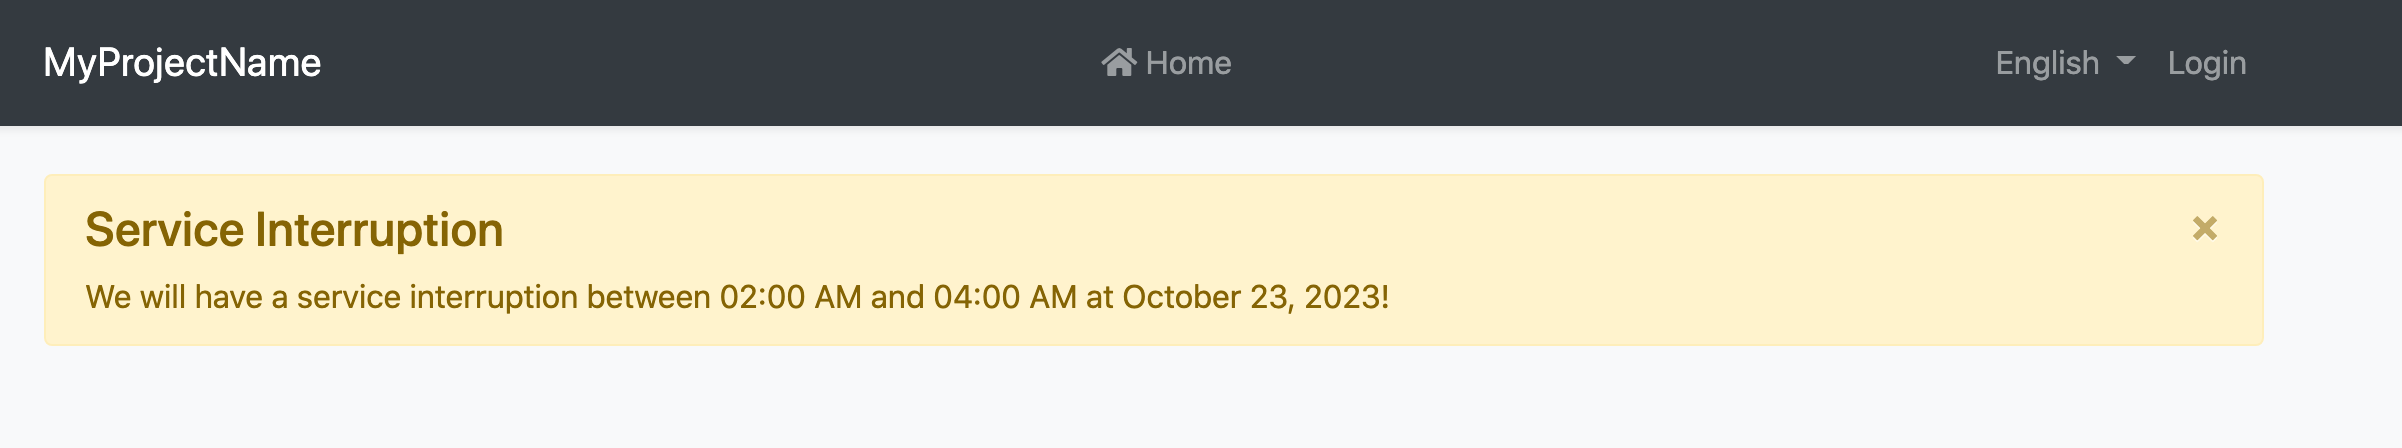 MyProjectName
Home
English
Login
Service Interruption
We will have a service interruption between 02:00 AM and 04:00 AM at October 23, 2023!